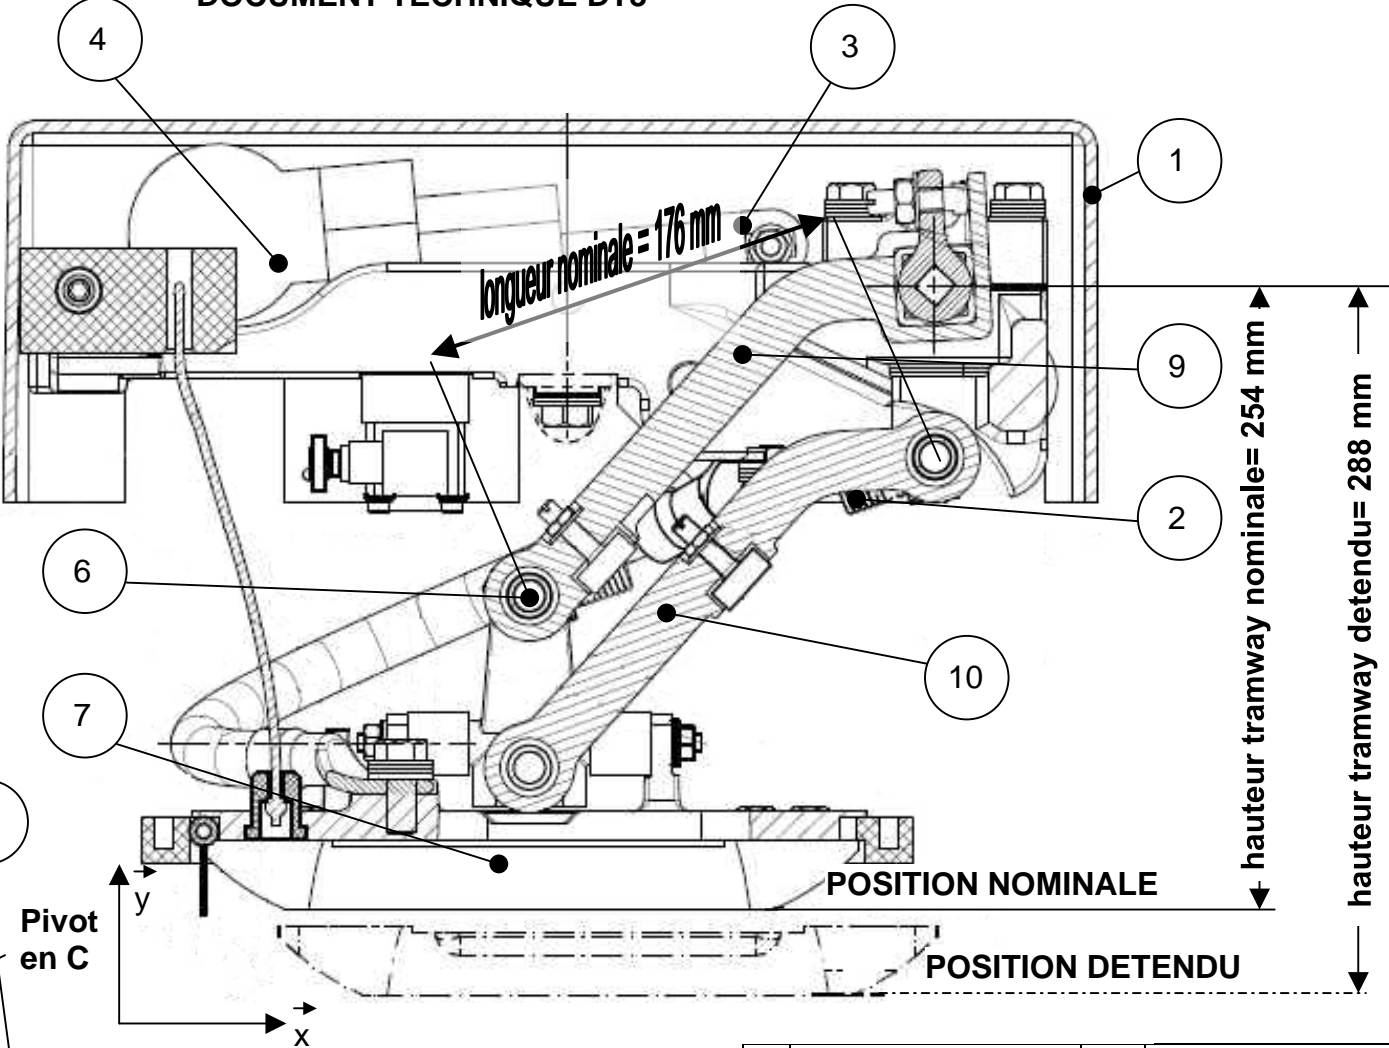 DOCUMENT TECHNIQUE DT8
4
3
1
longueur nominale = 176 mm
9
2
6
10
7
hauteur tramway nominale= 254 mm
hauteur tramway detendu= 288 mm
POSITION NOMINALE
y
Pivot
en C
POSITION DETENDU
x